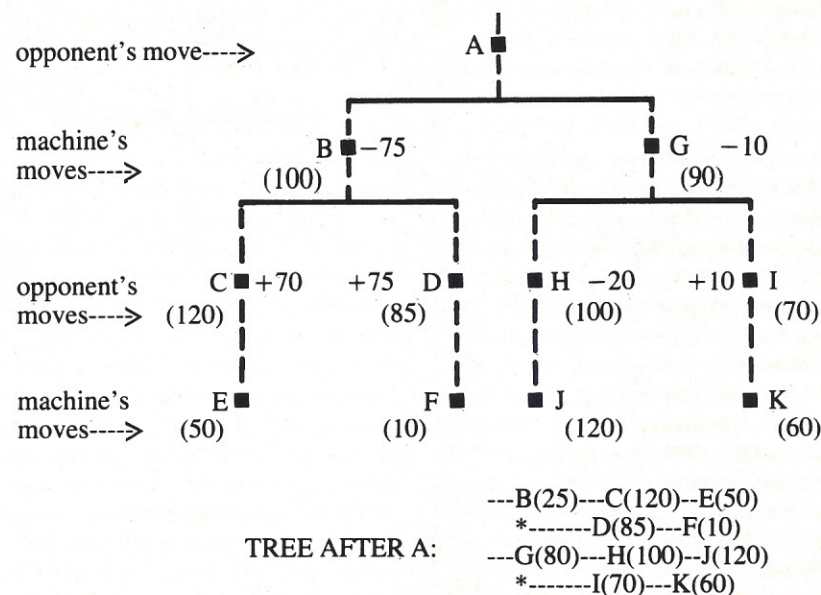 A
opponent's move---->
machine's
moves---->
B −75
(100)
G −10
(90)
opponent's
moves---->
C +70
(120)
+75 D
(85)
H −20
(100)
+10 I
(70)
machine's
moves---->
E
(50)
F
(10)
J
(120)
K
(60)
TREE AFTER A:
---B(25)---C(120)--E(50)
*-------D(85)---F(10)
---G(80)---H(100)--J(120)
*-------I(70)---K(60)